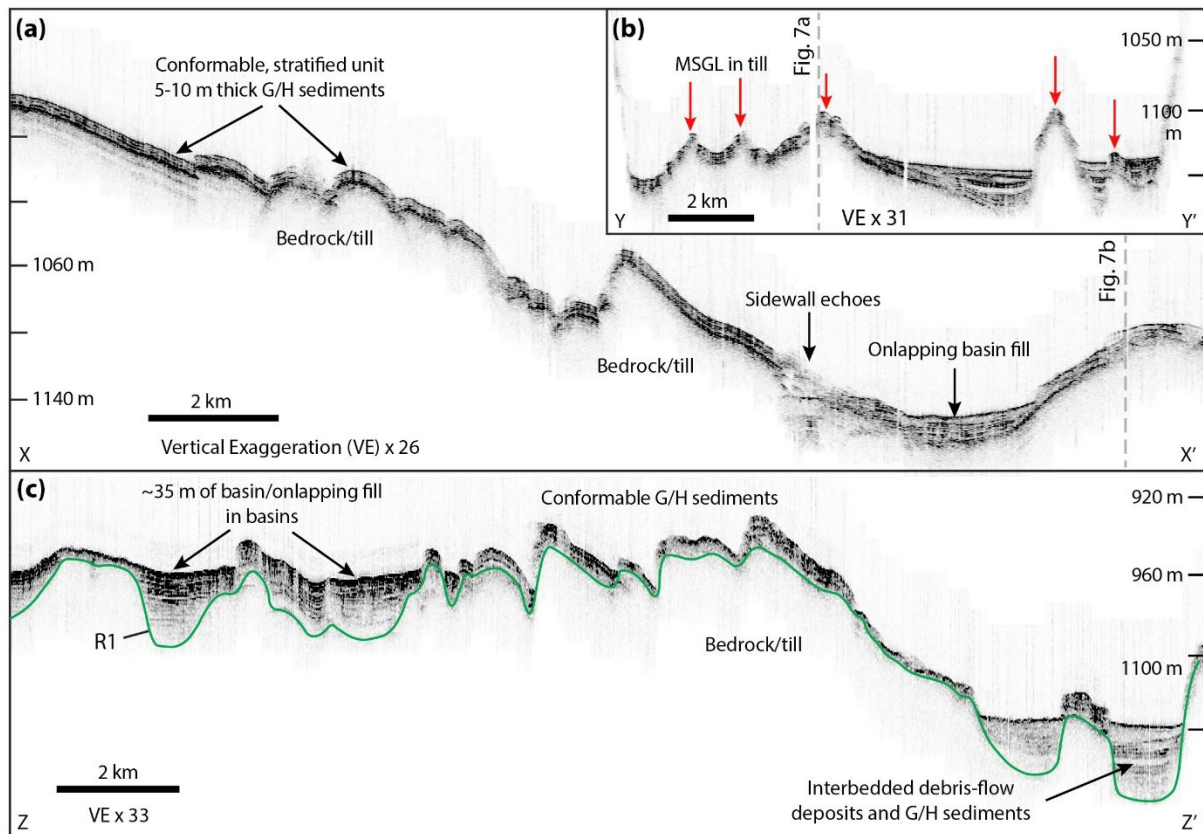 (a)
Conformable, stratified unit
5-10 m thick G/H sediments
Bedrock/till
1060 m
Bedrock/till
Sidewall echoes
Onlapping basin fill
Fig. 7b
1140 m
2 km
Vertical Exaggeration (VE) x 26
X
X'
(b)
MSGL in till
Fig. 7a
1050 m
1100
m
2 km
VE x 31
Y
Y'
(c)
~35 m of basin/onlapping fill
in basins
Conformable G/H sediments
920 m
960 m
R1
Bedrock/till
1100 m
2 km
VE x 33
Interbedded debris-flow
deposits and G/H sediments
Z
Z'